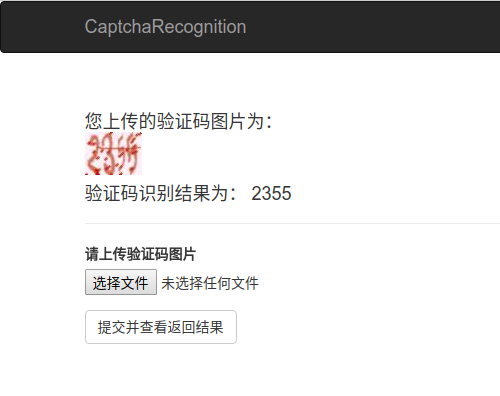 CaptchaRecognition
您上传的验证码图片为：
验证码识别结果为： 2355
请上传验证码图片
选择文件 未选择任何文件
提交并查看返回结果